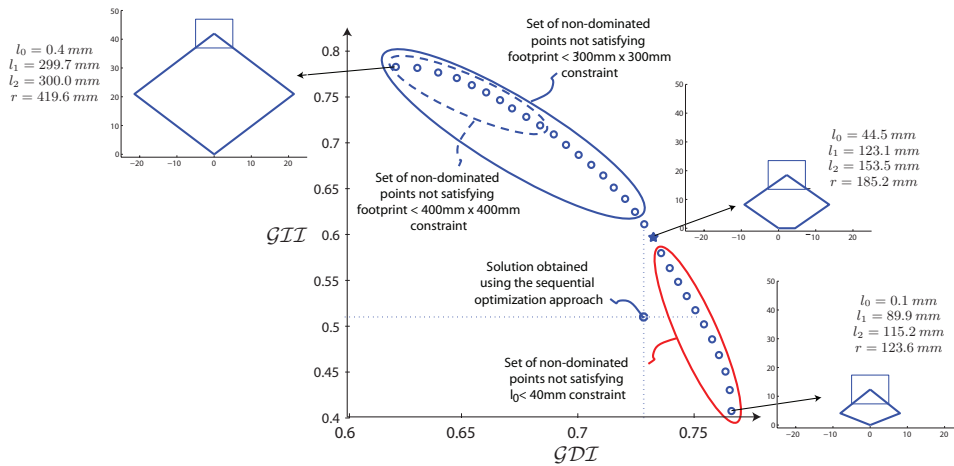 50
40
30
20
10
0
−20
−10
0
10
20
l0 = 0.4 mm
l1 = 299.7 mm
l2 = 300.0 mm
r = 419.6 mm
Set of non-dominated
points not satisfying
footprint < 300mm x 300mm
constraint
Set of non-dominated
points not satisfying
footprint < 400mm x 400mm
constraint
50
40
30
20
10
0
−20
−10
0
10
20
l0 = 44.5 mm
l1 = 123.1 mm
l2 = 153.5 mm
r = 185.2 mm
Solution obtained
using the sequential
optimization approach
Set of non-dominated
points not satisfying
l0< 40mm constraint
50
40
30
20
10
0
−20
−10
0
10
20
l0 = 0.1 mm
l1 = 89.9 mm
l2 = 115.2 mm
r = 123.6 mm
GII
0.8
0.75
0.7
0.65
0.6
0.55
0.5
0.45
0.4
0.6
0.65
0.7
0.75
GDI